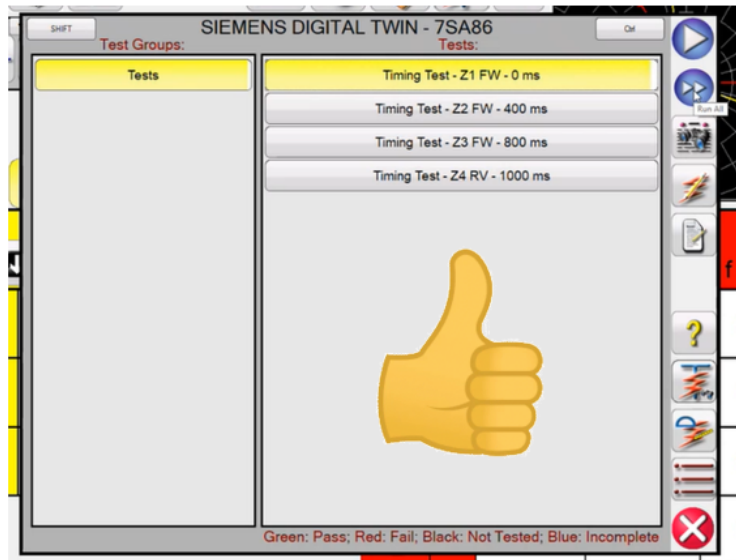 SHIFT
SIEMENS DIGITAL TWIN - 7SA86
Ctrl
Test Groups:
Tests:
Tests
Timing Test - Z1 FW - 0 ms
Timing Test - Z2 FW - 400 ms
Timing Test - Z3 FW - 800 ms
Timing Test - Z4 RV - 1000 ms
Run All
f
?
Green: Pass; Red: Fail; Black: Not Tested; Blue: Incomplete